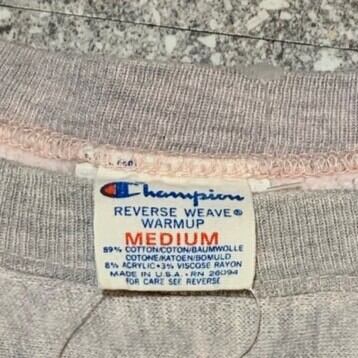 Champion
REVERSE WEAVE®
WARMUP
MEDIUM
89% COTTON/COTON/BAUMWOLLE
COTONE/KATOEN/BOMULD
8% ACRYLIC • 3% VISCOSE RAYON
MADE IN U.S.A. • RN 26094
FOR CARE SEE REVERSE